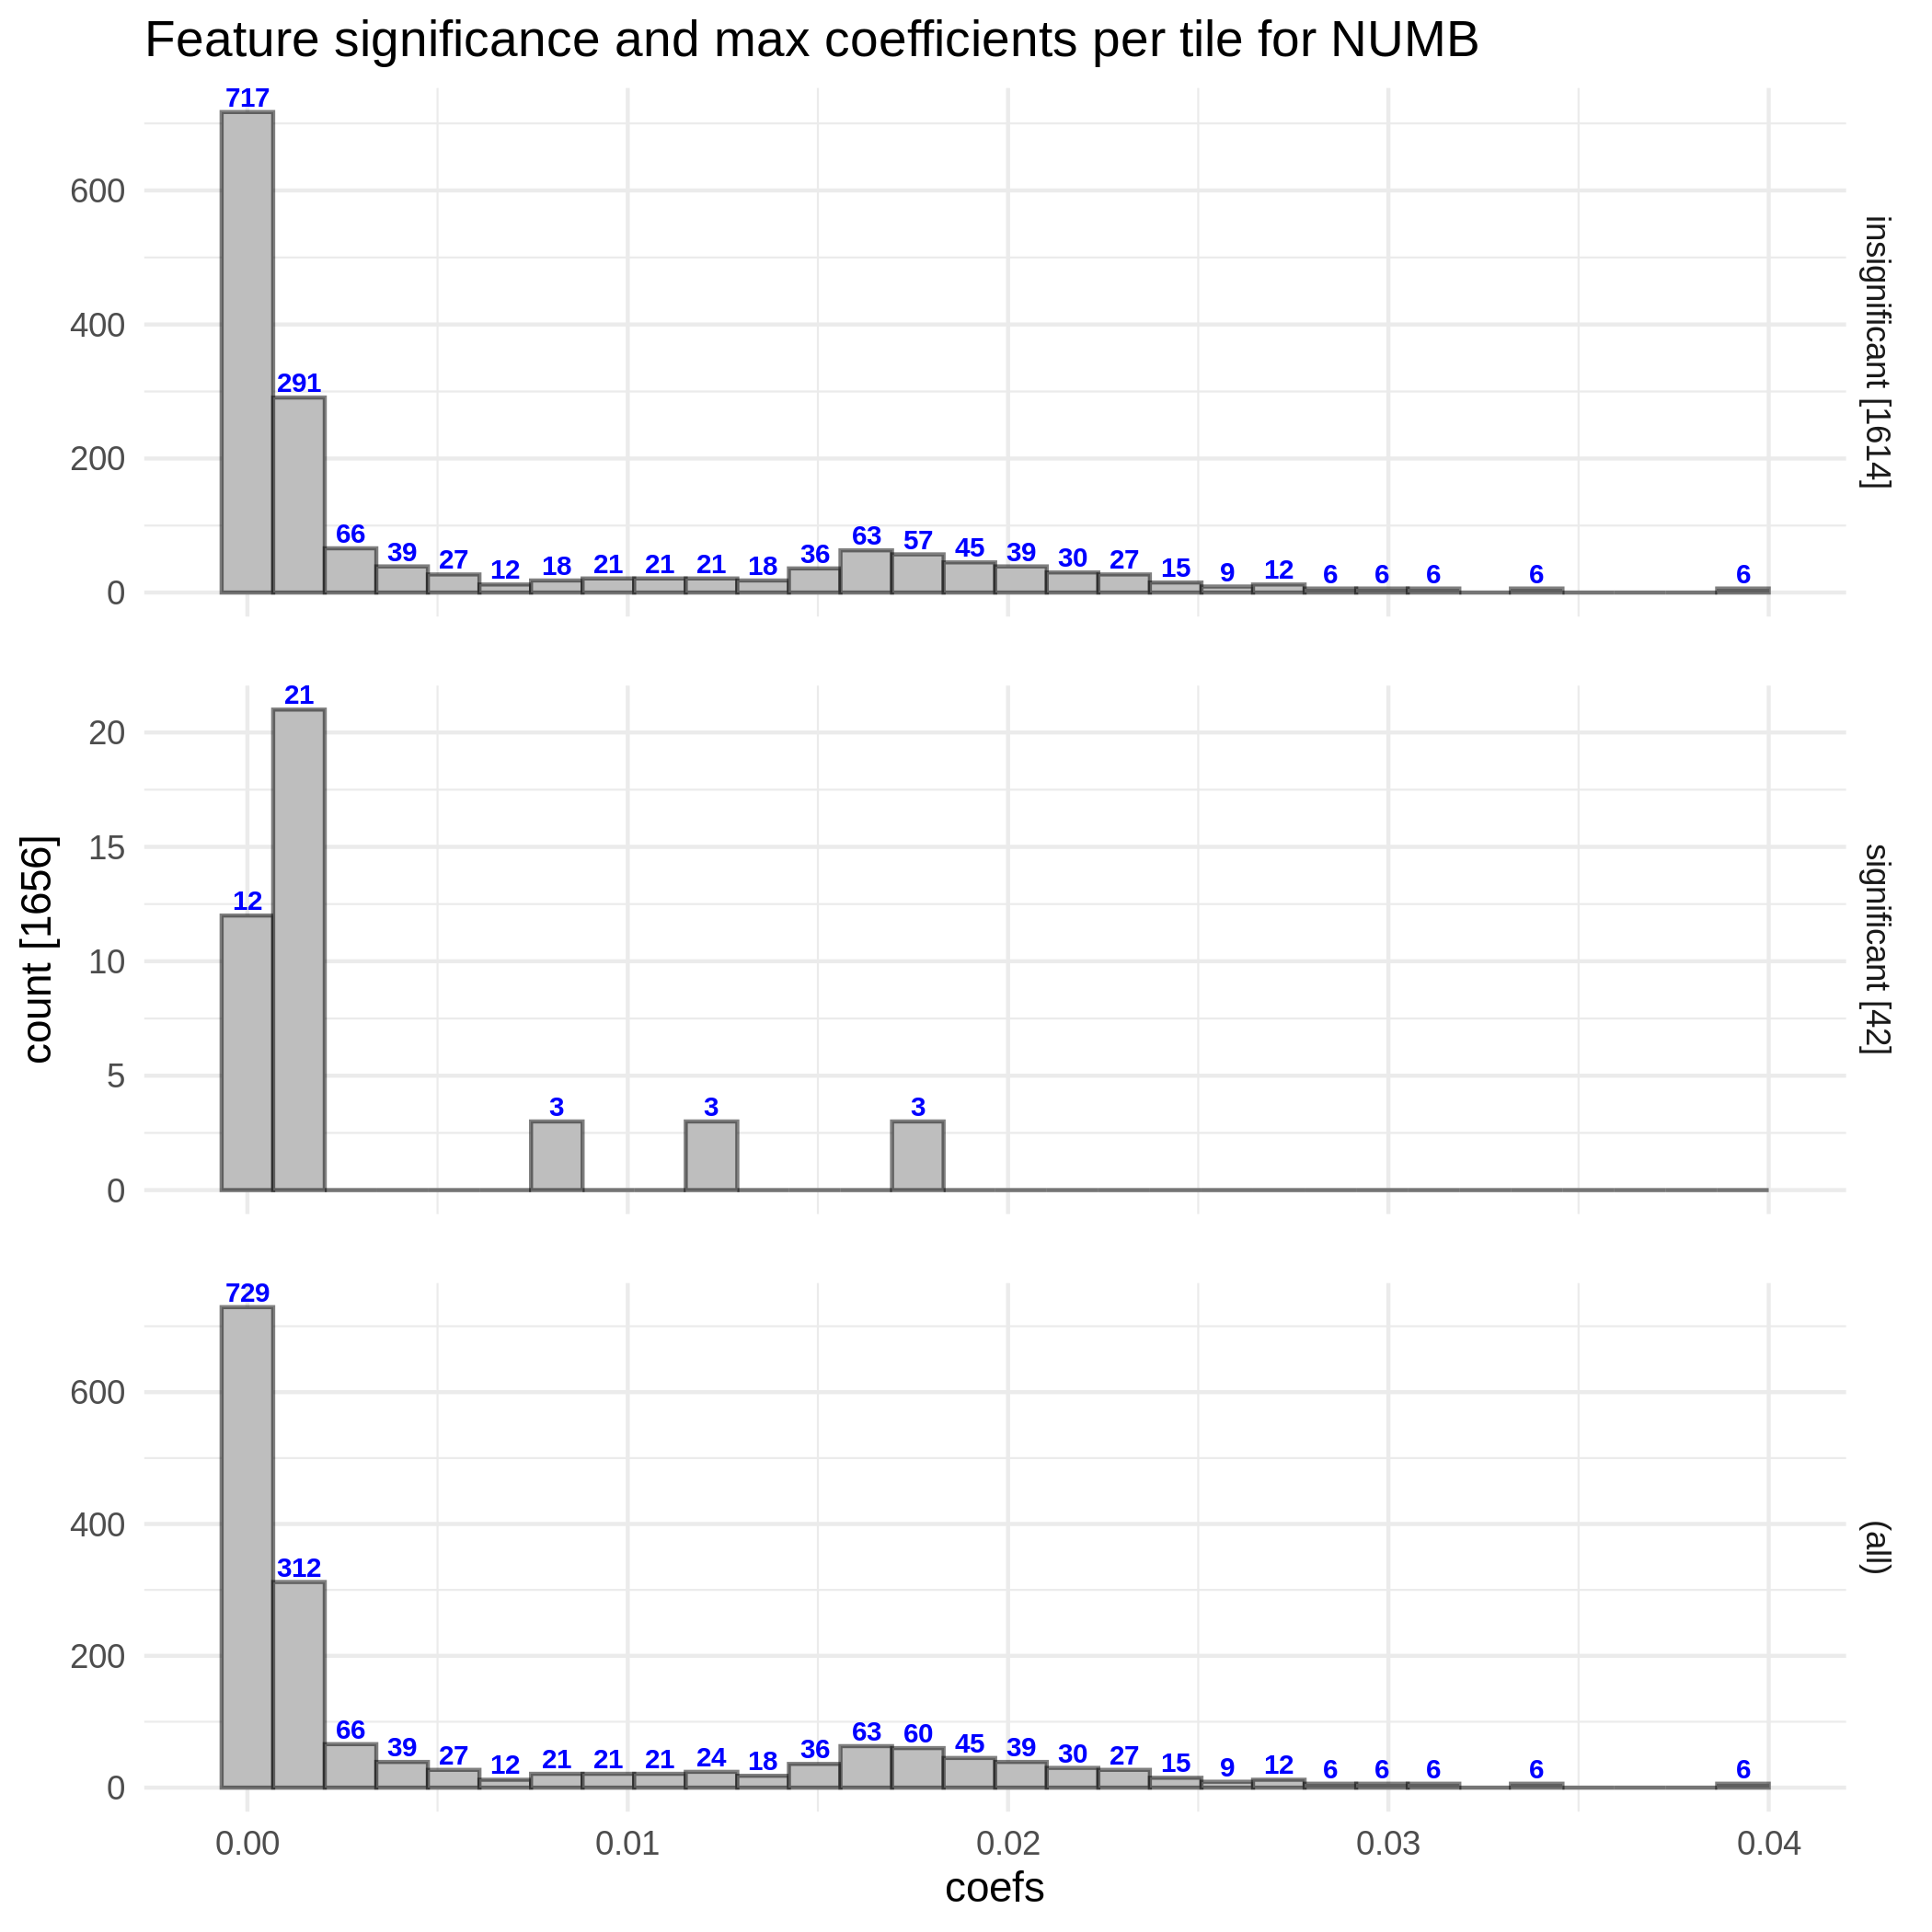 Feature significance and max coefficients per tile for NUMB
717
291
66 39 27 12 18 21 21 21 18 36 63 57 45 39 30 27 15 9 12 6 6 6 6 6
600
400
200
0
insignificant [1614]
21
12
3 3 3
20
15
10
5
0
significant [42]
count [1656]
729
312
66 39 27 12 21 21 21 24 18 36 63 60 45 39 30 27 15 9 12 6 6 6 6 6
600
400
200
0
(all)
0.00 0.01 0.02 0.03 0.04
coefs